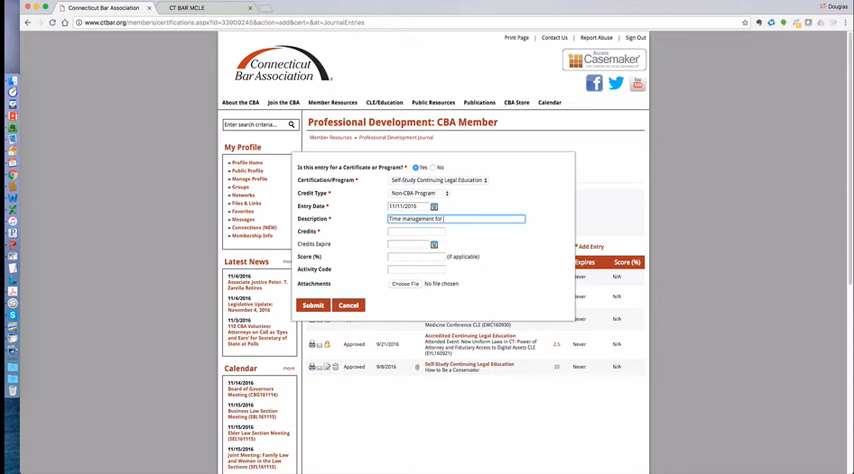 Connecticut Bar Association
CT BAR MCLE
Douglas
www.ctbar.org/members/certifications.aspx?id=33909248&action=add&cert=&at=JournalEntries
Print Page | Contact Us | Report Abuse | Sign Out
CONNECTICUT
BAR ASSOCIATION
Access
Casemaker
You
About the CBA
Join the CBA
Member Resources
CLE/Education
Public Resources
Publications
CBA Store
Calendar
Enter search criteria...
Professional Development: CBA Member
Member Resources
Professional Development Journal
My Profile
Profile Home
Public Profile
Manage Profile
Groups
Networks
Files & Links
Favorites
Messages
Connections (NEW)
Membership Info
Is this entry for a Certificate or Program? * Yes No
Certification/Program * Self-Study Continuing Legal Education
Credit Type * Non-CBA Program
Entry Date * 11/11/2016
Description * Time management for
Credits *
Credits Expire
Score (%) (if applicable)
Activity Code
Attachments Choose File No file chosen
Submit Cancel
Add Entry
Expires Score (%)
N/A
N/A
N/A
Medicine Conference CLE (EWC160930)
Approved 9/21/2016 Accredited Continuing Legal Education 2.5 Never N/A
Attended Event: New Uniform Laws in CT: Power of
Attorney and Fiduciary Access to Digital Assets CLE
(EYL160921)
Approved 9/8/2016 Self-Study Continuing Legal Education 20 Never N/A
How to Be a Conservator
Latest News more
11/4/2016
Associate Justice Peter. T.
Zarella Retires
11/4/2016
Legislative Update:
November 4, 2016
11/3/2016
110 CBA Volunteer
Attorneys on Call as 'Eyes
and Ears' for Secretary of
State at Polls
Calendar more
11/14/2016
Board of Governors
Meeting (CBG161114)
11/15/2016
Business Law Section
Meeting (SBL161115)
11/15/2016
Elder Law Section Meeting
(SEL161115)
11/15/2016
Joint Meeting: Family Law
and Women in the Law
Sections (SFL161115)